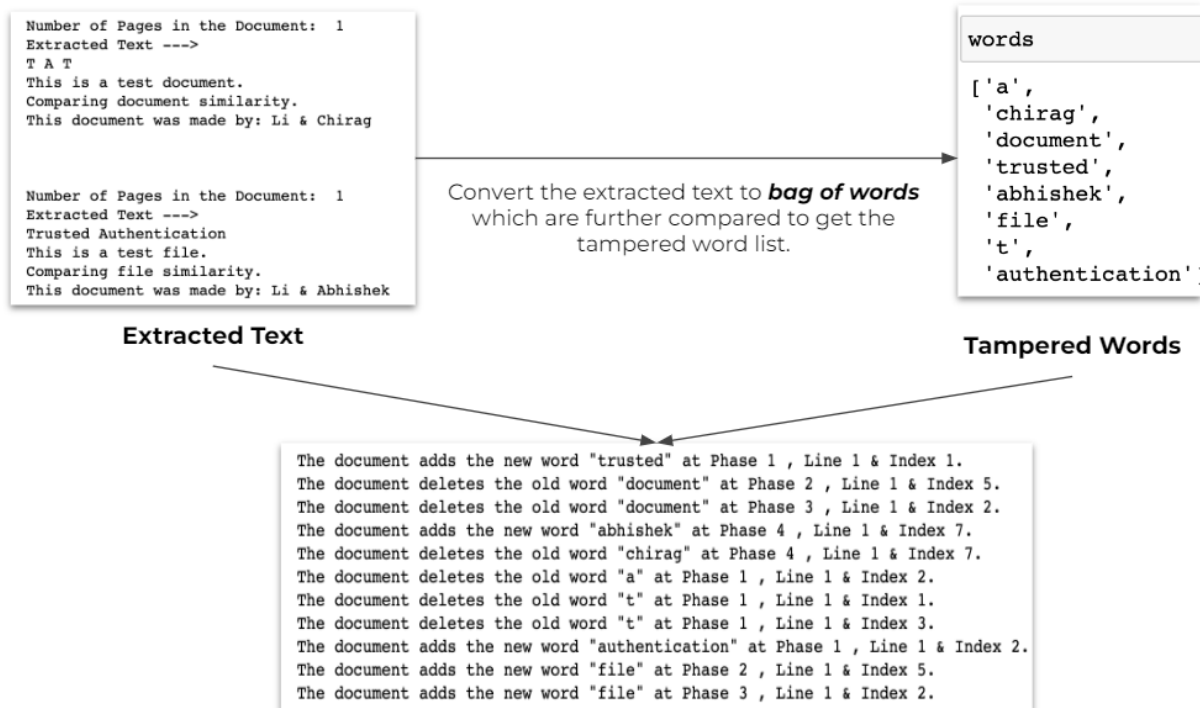 Number of Pages in the Document:  1
Extracted Text --->
T A T
This is a test document.
Comparing document similarity.
This document was made by: Li & Chirag
Number of Pages in the Document:  1
Extracted Text --->
Trusted Authentication
This is a test file.
Comparing file similarity.
This document was made by: Li & Abhishek
Extracted Text
Convert the extracted text to bag of words
which are further compared to get the
tampered word list.
words
['a',
'chirag',
'document',
'trusted',
'abhishek',
'file',
't',
'authentication']
Tampered Words
The document adds the new word "trusted" at Phase 1 , Line 1 & Index 1.
The document deletes the old word "document" at Phase 2 , Line 1 & Index 5.
The document deletes the old word "document" at Phase 3 , Line 1 & Index 2.
The document adds the new word "abhishek" at Phase 4 , Line 1 & Index 7.
The document deletes the old word "chirag" at Phase 4 , Line 1 & Index 7.
The document deletes the old word "a" at Phase 1 , Line 1 & Index 2.
The document deletes the old word "t" at Phase 1 , Line 1 & Index 1.
The document deletes the old word "t" at Phase 1 , Line 1 & Index 3.
The document adds the new word "authentication" at Phase 1 , Line 1 & Index 2.
The document adds the new word "file" at Phase 2 , Line 1 & Index 5.
The document adds the new word "file" at Phase 3 , Line 1 & Index 2.